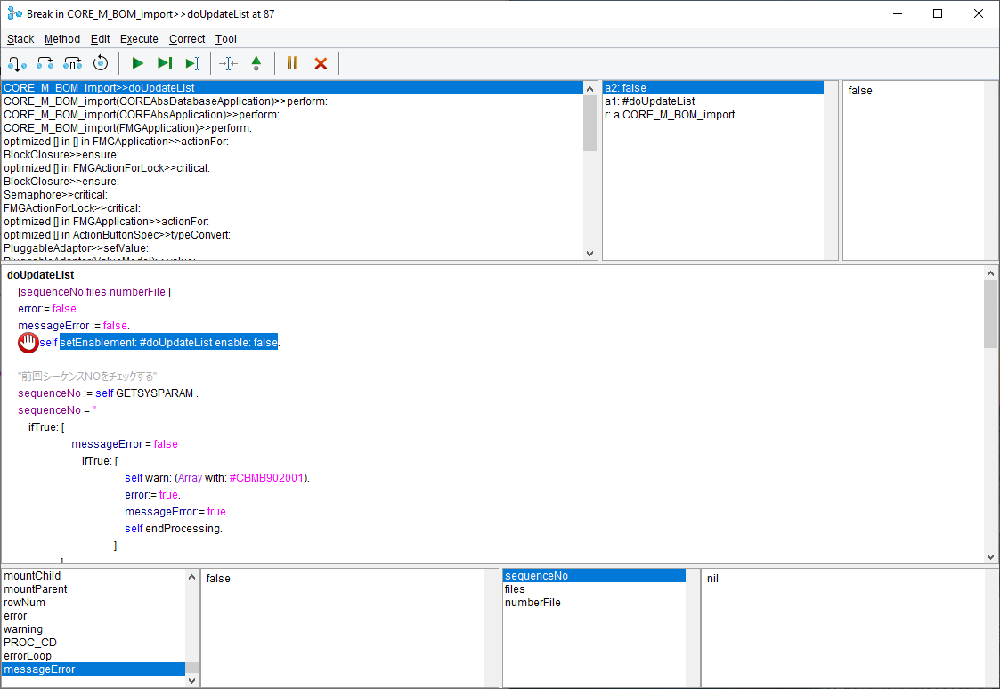 Break in CORE_M_BOM_import>>doUpdateList at 87
Stack Method Edit Execute Correct Tool
CORE_M_BOM_import>>doUpdateList
CORE_M_BOM_import(COREAbsDatabaseApplication)>>perform:
CORE_M_BOM_import(COREAbsApplication)>>perform:
CORE_M_BOM_import(FMGApplication)>>perform:
optimized [] in [] in FMGApplication>>actionFor:
BlockClosure>>ensure:
optimized [] in FMGActionForLock>>critical:
BlockClosure>>ensure:
Semaphore>>critical:
FMGActionForLock>>critical:
optimized [] in FMGApplication>>actionFor:
optimized [] in ActionButtonSpec>>typeConvert:
PluggableAdaptor>>setValue:
PluggableAdaptor(ValueModel)>>value:
a2: false
a1: #doUpdateList
r: a CORE_M_BOM_import
false
doUpdateList
|sequenceNo files numberFile |
error:= false.
messageError := false.
self setEnablement: #doUpdateList enable: false.
"前回シーケンスNOをチェックする"
sequenceNo := self GETSYSPARAM .
sequenceNo = ''
ifTrue: [
messageError = false
ifTrue: [
self warn: (Array with: #CBMB902001).
error:= true.
messageError:= true.
self endProcessing.
]
]
mountChild
mountParent
rowNum
error
warning
PROC_CD
errorLoop
messageError
false
sequenceNo
files
numberFile
nil